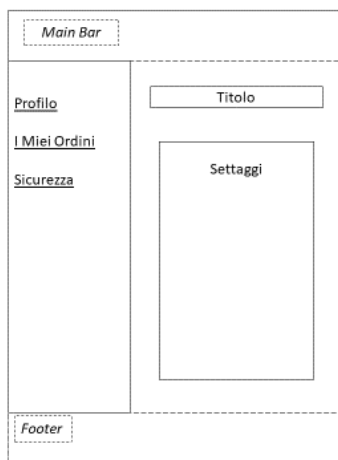 Main Bar
Profilo
I Miei Ordini
Sicurezza
Titolo
Settaggi
Footer